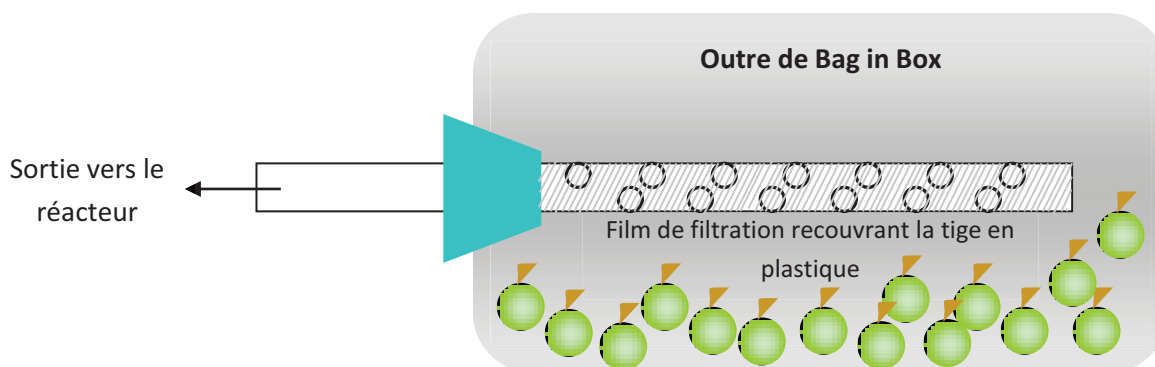 Outre de Bag in Box
Sortie vers le
réacteur
Film de filtration recouvrant la tige en
plastique